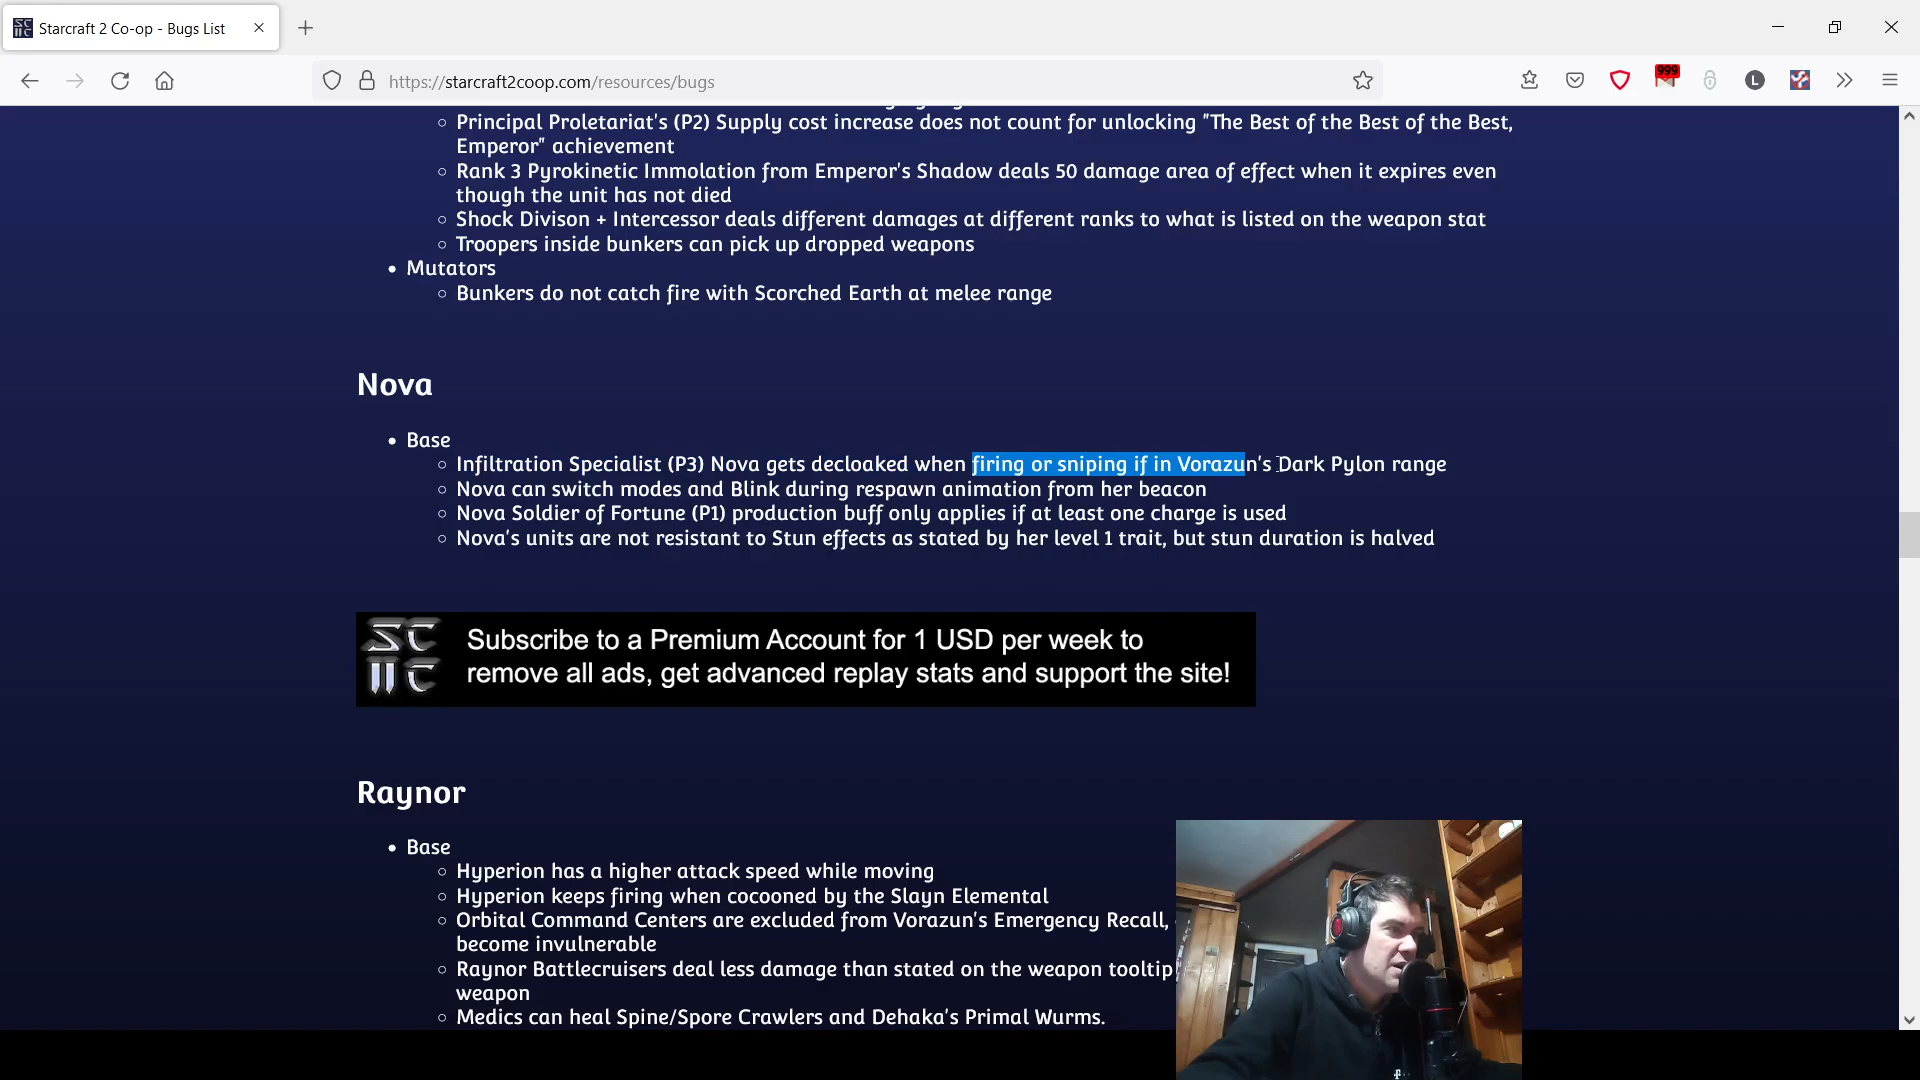 Starcraft 2 Co-op - Bugs List
https://starcraft2coop.com/resources/bugs
999
L
Principal Proletariat's (P2) Supply cost increase does not count for unlocking "The Best of the Best of the Best,
Emperor" achievement
Rank 3 Pyrokinetic Immolation from Emperor's Shadow deals 50 damage area of effect when it expires even
though the unit has not died
Shock Divison + Intercessor deals different damages at different ranks to what is listed on the weapon stat
Troopers inside bunkers can pick up dropped weapons
Mutators
Bunkers do not catch fire with Scorched Earth at melee range
Nova
Base
Infiltration Specialist (P3) Nova gets decloaked when firing or sniping if in Vorazun's Dark Pylon range
Nova can switch modes and Blink during respawn animation from her beacon
Nova Soldier of Fortune (P1) production buff only applies if at least one charge is used
Nova's units are not resistant to Stun effects as stated by her level 1 trait, but stun duration is halved
SC
IIC
Subscribe to a Premium Account for 1 USD per week to
remove all ads, get advanced replay stats and support the site!
Raynor
Base
Hyperion has a higher attack speed while moving
Hyperion keeps firing when cocooned by the Slayn Elemental
Orbital Command Centers are excluded from Vorazun's Emergency Recall,
become invulnerable
Raynor Battlecruisers deal less damage than stated on the weapon tooltip
weapon
Medics can heal Spine/Spore Crawlers and Dehaka's Primal Wurms.